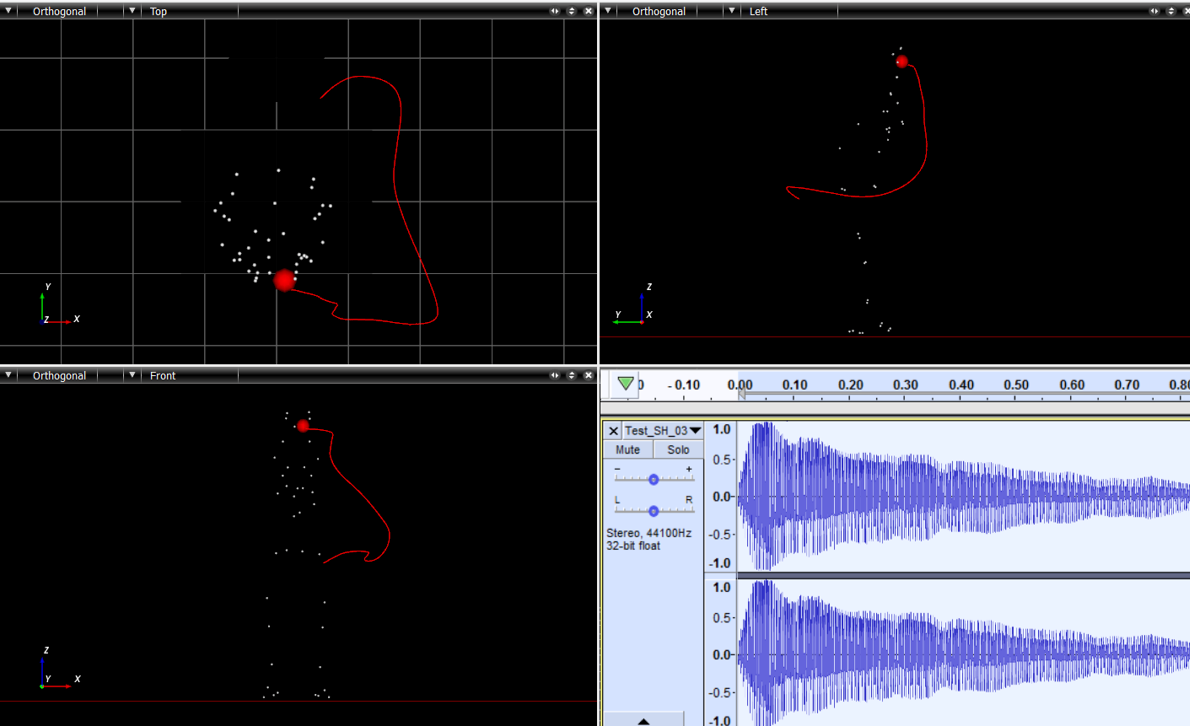 Orthogonal Top
Y
Z X
Orthogonal Left
Z
Y X
Orthogonal Front
Z
Y X
0 - 0.10 0.00 0.10 0.20 0.30 0.40 0.50 0.60 0.70 0.80
Test_SH_03
Mute Solo
- +
L R
Stereo, 44100Hz
32-bit float
1.0
0.5-
0.0-
-0.5-
-1.0
1.0
0.5-
0.0-
-0.5-
-1.0